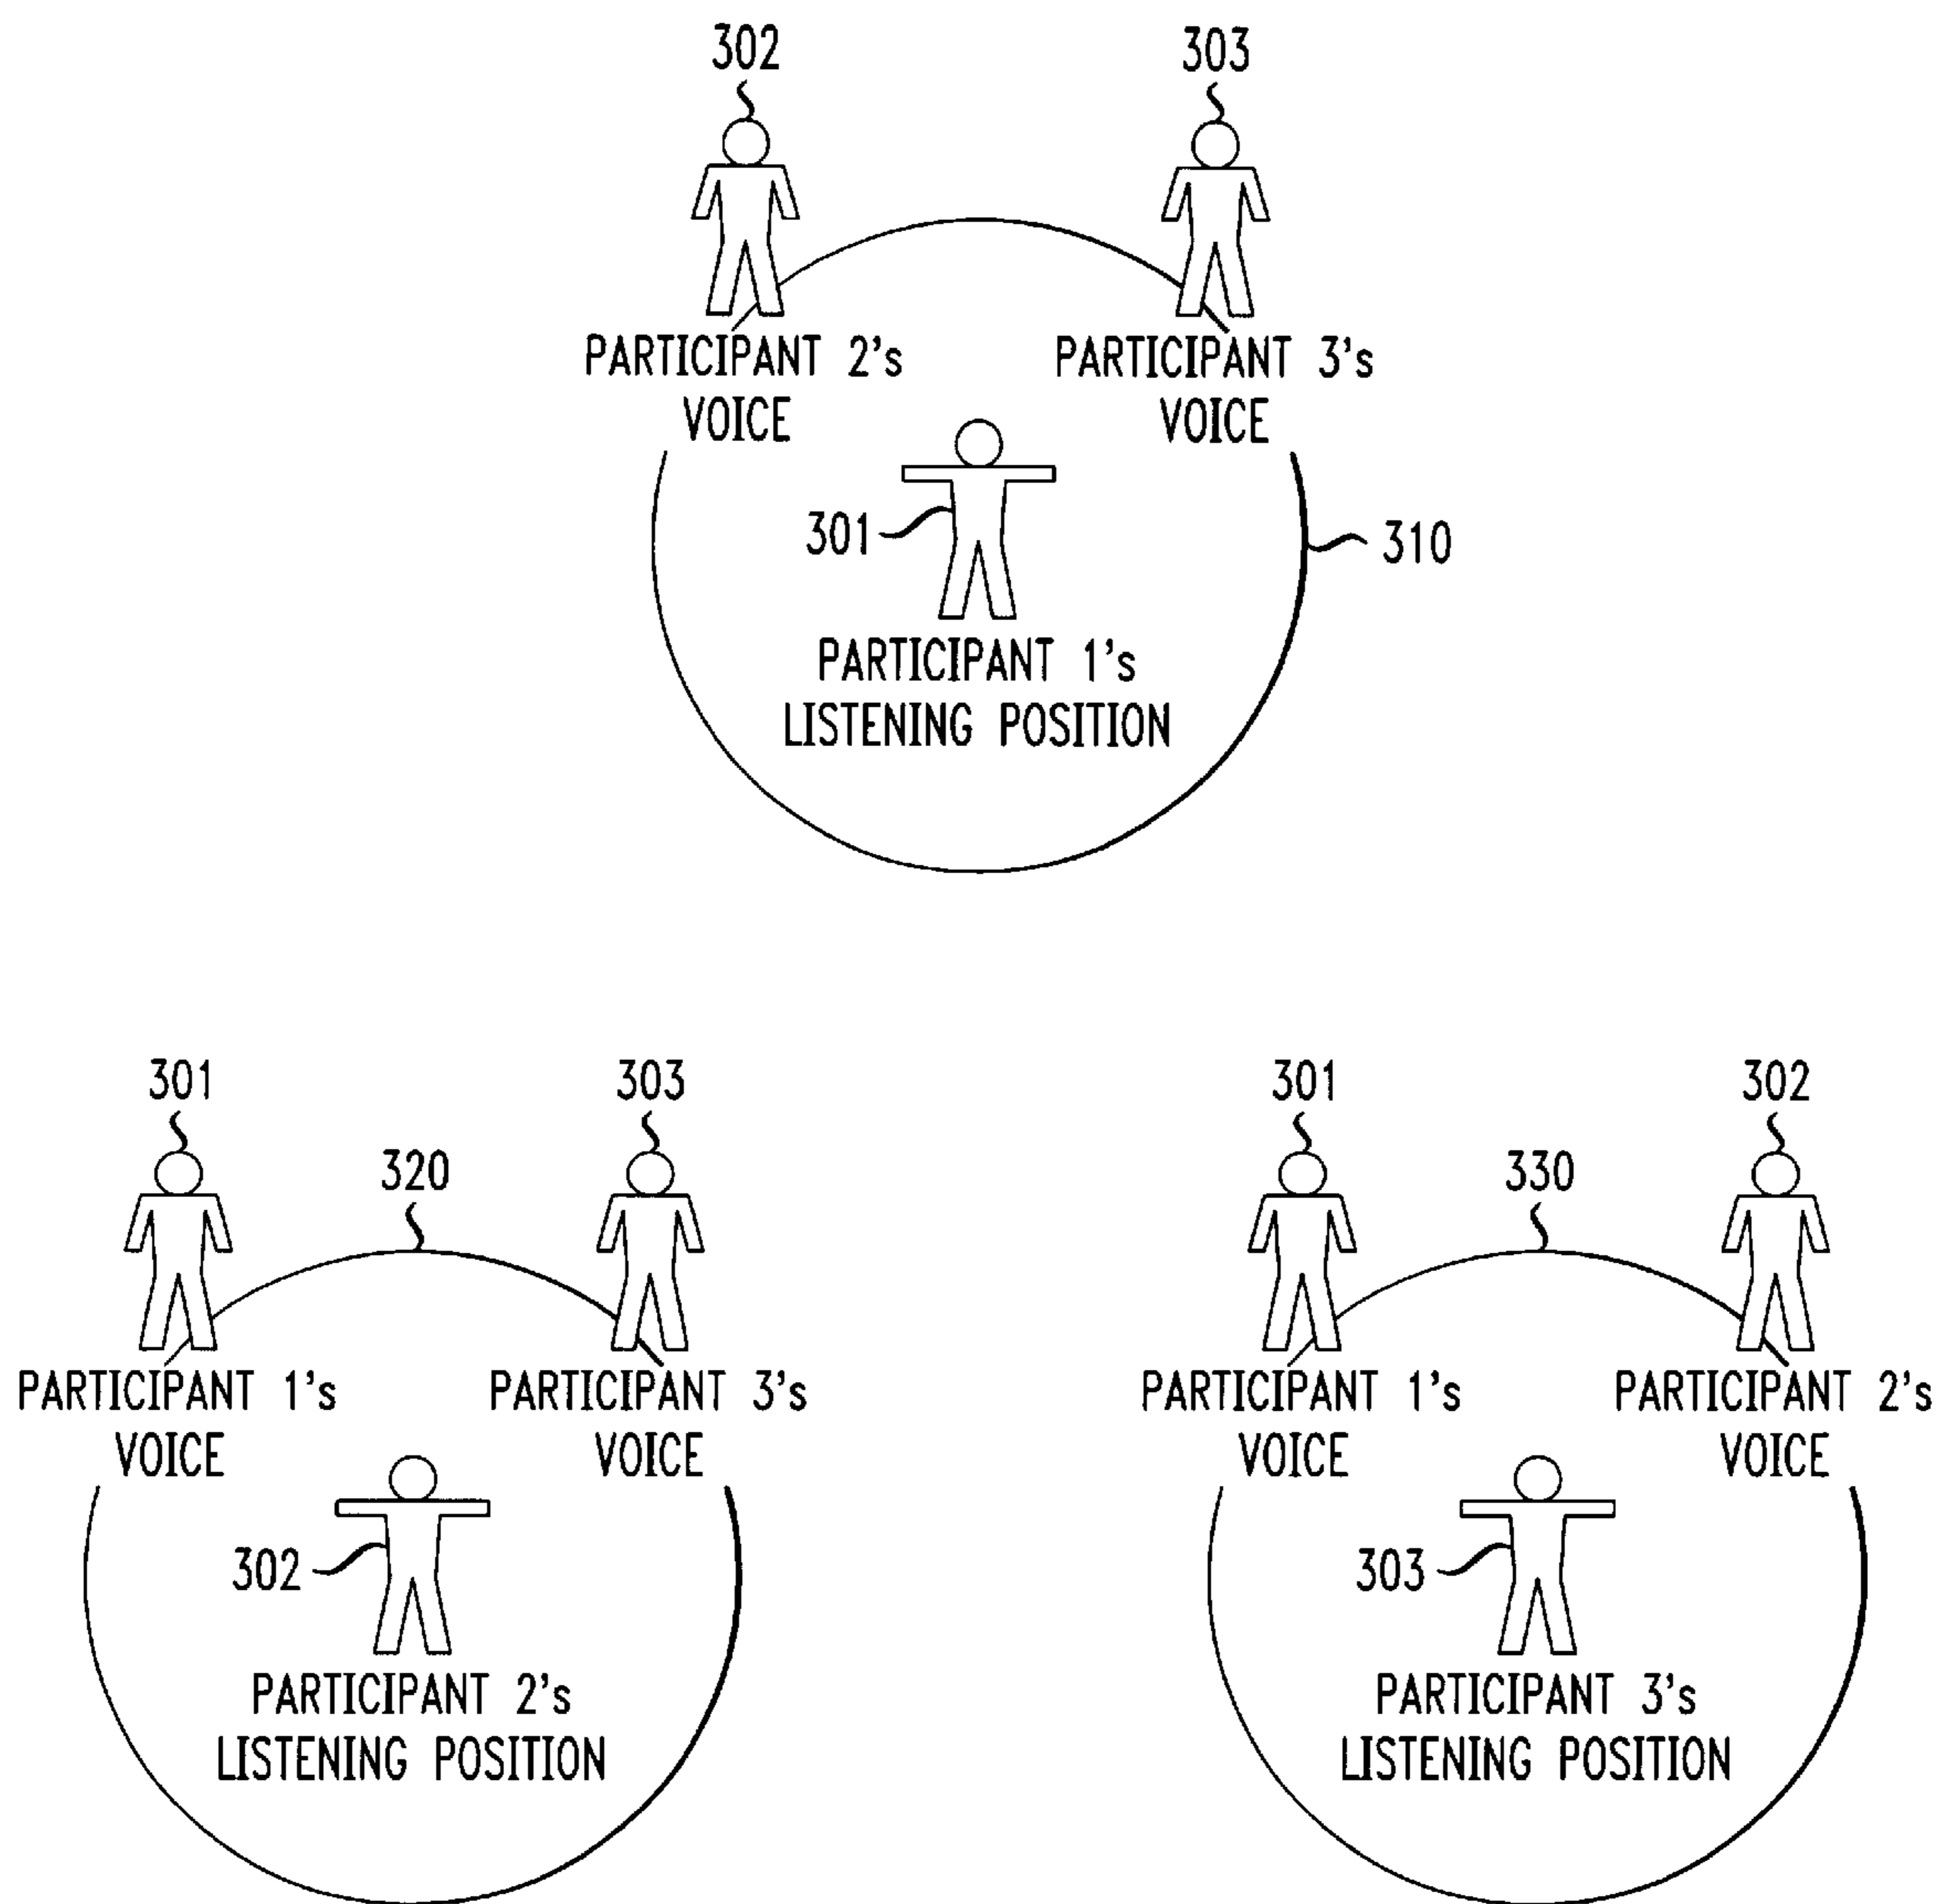 302
303
PARTICIPANT 2's
VOICE
PARTICIPANT 3's
VOICE
301
310
PARTICIPANT 1's
LISTENING POSITION
301
303
320
PARTICIPANT 1's
VOICE
PARTICIPANT 3's
VOICE
302
PARTICIPANT 2's
LISTENING POSITION
301
302
330
PARTICIPANT 1's
VOICE
PARTICIPANT 2's
VOICE
303
PARTICIPANT 3's
LISTENING POSITION